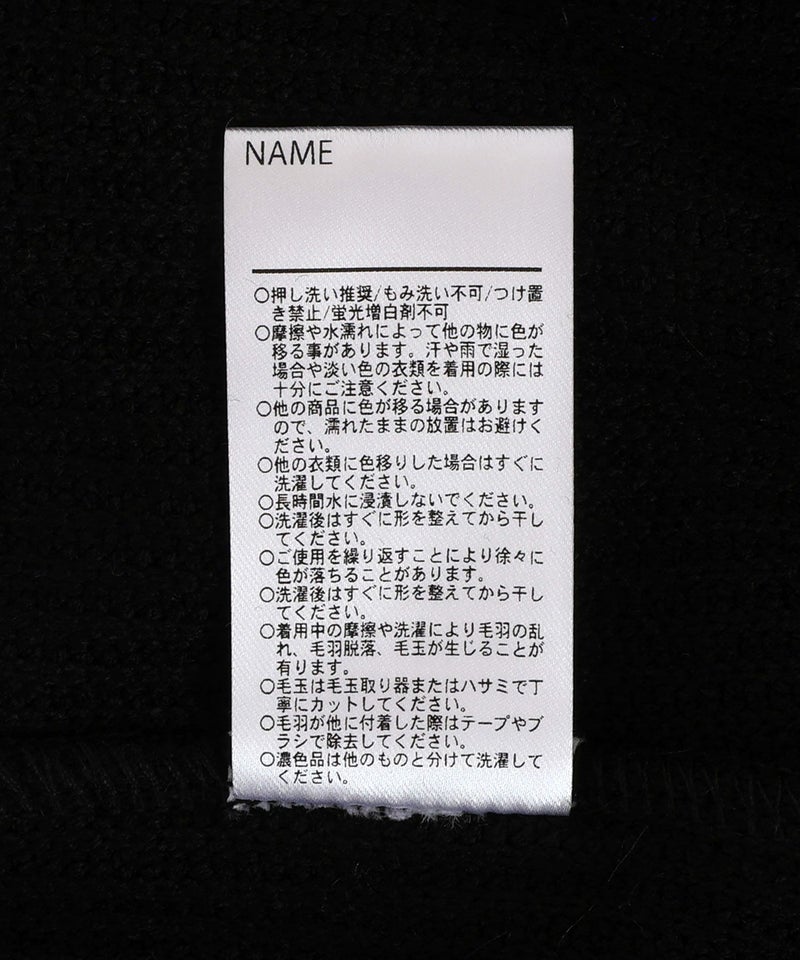 NAME
○押し洗い推奨/もみ洗い不可/つけ置
き禁止/蛍光増白剤不可
○摩擦や水濡れによって他の物に色が
移る事があります。汗や雨で湿った
場合や淡い色の衣類を着用の際には
十分にご注意ください。
○他の商品に色が移る場合があります
ので、濡れたままの放置はお避けく
ださい。
○他の衣類に色移りした場合はすぐに
洗濯してください。
○長時間水に浸漬しないでください。
○洗濯後はすぐに形を整えてから干し
てください。
○ご使用を繰り返すことにより徐々に
色が落ちることがあります。
○洗濯後はすぐに形を整えてから干し
てください。
○着用中の摩擦や洗濯により毛羽の乱
れ、毛羽脱落、毛玉が生じることが
有ります。
○毛玉は毛玉取り器またはハサミで丁
寧にカットしてください。
○毛羽が他に付着した際はテープやブ
ラシで除去してください。
○濃色品は他のものと分けて洗濯して
ください。